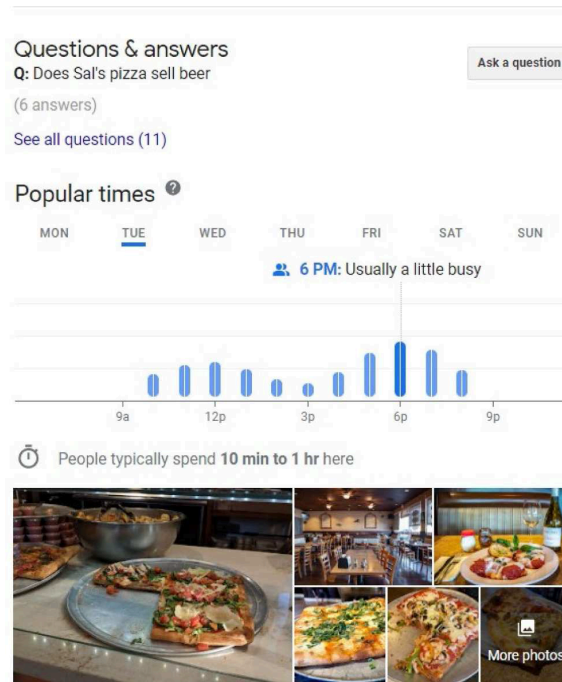 Questions & answers
Q: Does Sal's pizza sell beer
Ask a question
(6 answers)
See all questions (11)
Popular times ?
MON TUE WED THU FRI SAT SUN
6 PM: Usually a little busy
9a 12p 3p 6p 9p
People typically spend 10 min to 1 hr here
More photos